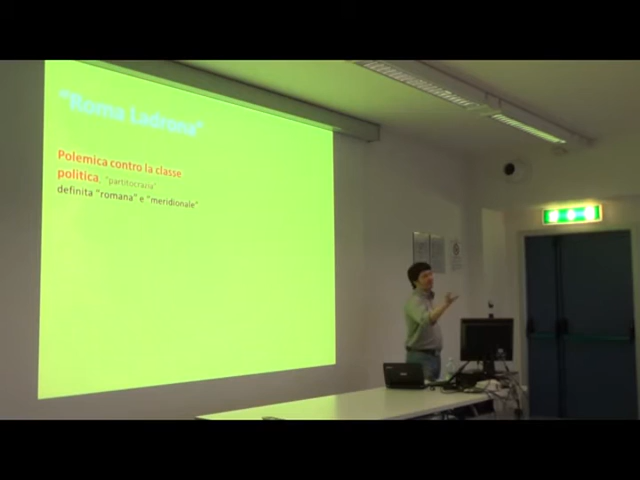 "Roma Ladrona"
Polemica contro la classe
politica, "partitocrazia"
definita "romana" e "meridionale"